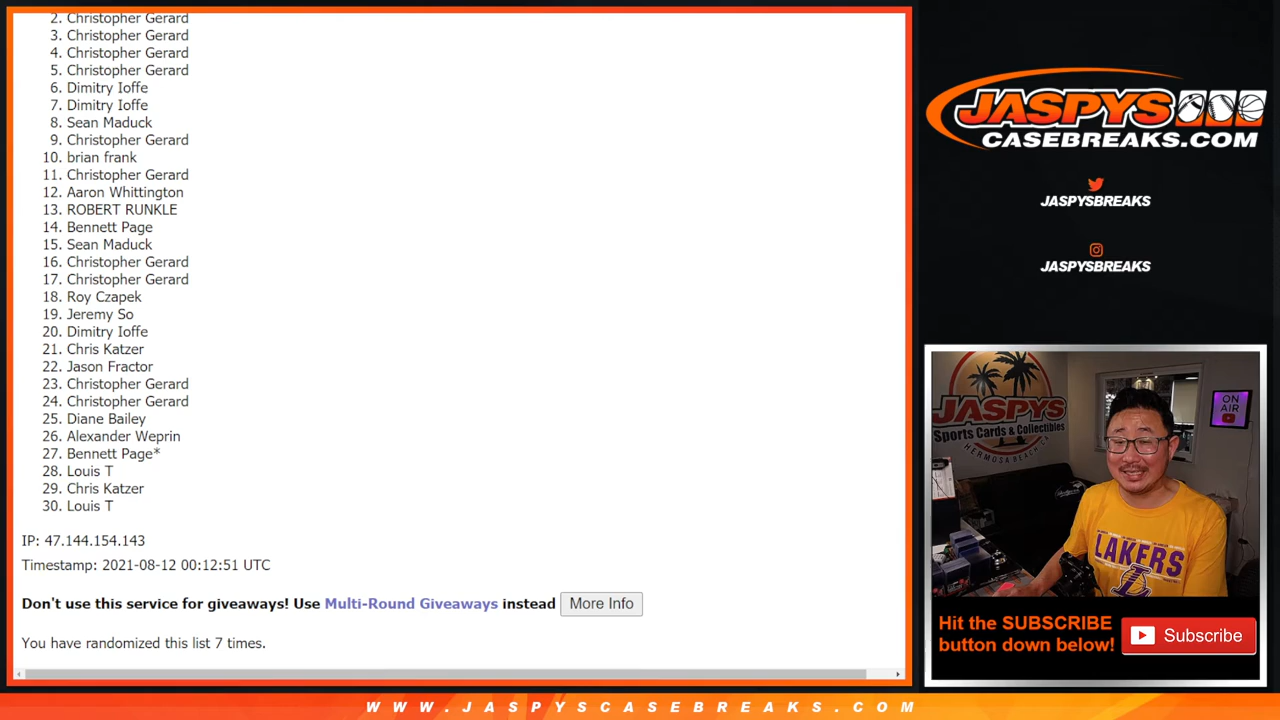 2. Christopher Gerard
3. Christopher Gerard
4. Christopher Gerard
5. Christopher Gerard
6. Dimitry Ioffe
7. Dimitry Ioffe
8. Sean Maduck
9. Christopher Gerard
10. brian frank
11. Christopher Gerard
12. Aaron Whittington
13. ROBERT RUNKLE
14. Bennett Page
15. Sean Maduck
16. Christopher Gerard
17. Christopher Gerard
18. Roy Czapek
19. Jeremy So
20. Dimitry Ioffe
21. Chris Katzer
22. Jason Fractor
23. Christopher Gerard
24. Christopher Gerard
25. Diane Bailey
26. Alexander Weprin
27. Bennett Page*
28. Louis T
29. Chris Katzer
30. Louis T
IP: 47.144.154.143
Timestamp: 2021-08-12 00:12:51 UTC
Don't use this service for giveaways! Use Multi-Round Giveaways instead More Info
You have randomized this list 7 times.
JASPYS
CASEBREAKS.COM
JASPYSBREAKS
JASPYSBREAKS
JASPYS
Sports Cards & Collectibles
HERMOSA BEACH CA
ON
AIR
LAKERS
Hit the SUBSCRIBE
button down below!
Subscribe
WWW.JASPYSCASEBREAKS.COM